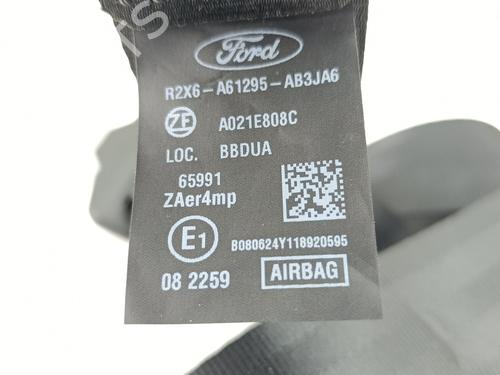 Ford
R2X6-A61295-AB3JA6
ZF A021E808C
LOC. BBDUA
65991
ZAer4mp
E1 B080624Y118920595
08 2259 AIRBAG